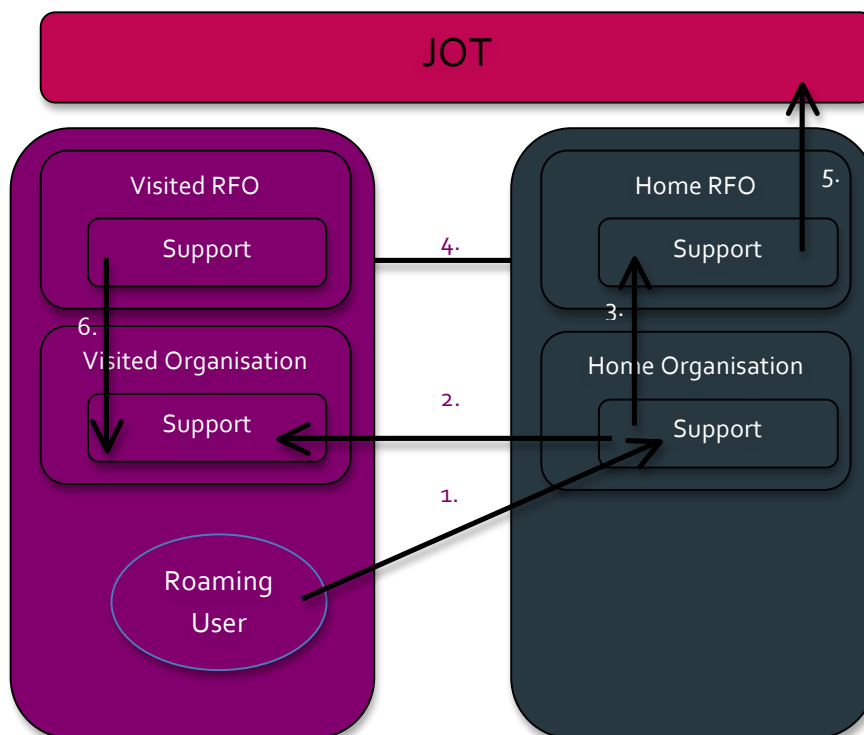 JOT
Visited RFO
Support
6.
Visited Organisation
Support
Roaming
User
4.
2.
1.
Home RFO
5.
Support
3.
Home Organisation
Support